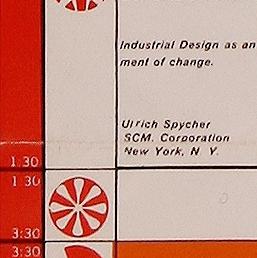 Industrial Design as an
ment of change.
Ulrich Spycher
SCM. Corporation
New York, N Y.
1 30
1 30
3:30
3:30